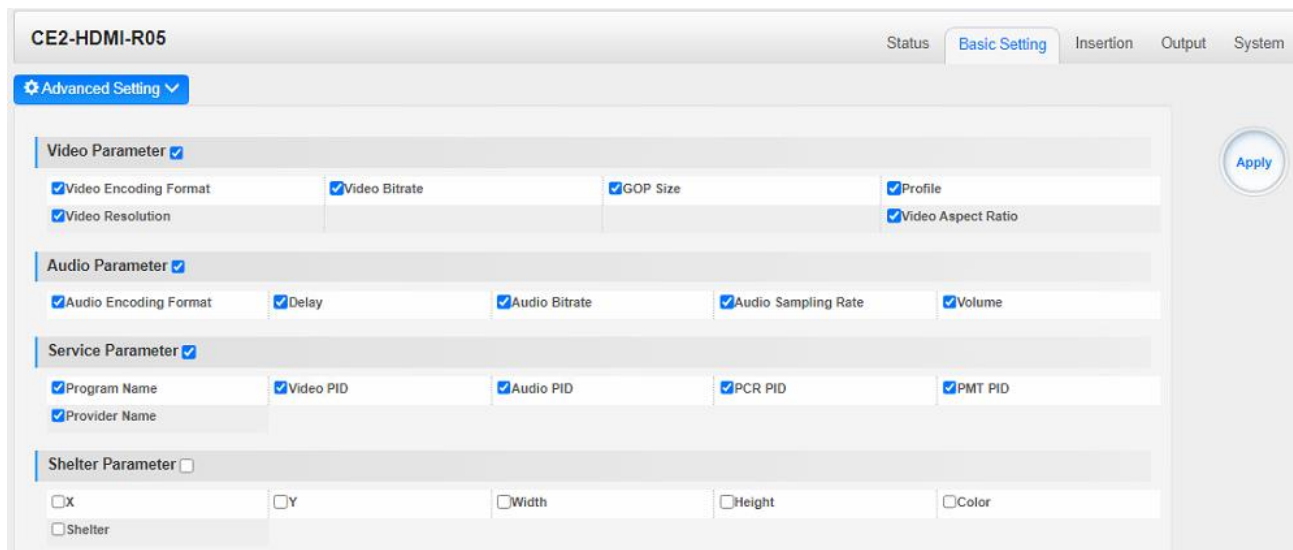 CE2-HDMI-R05
Status Basic Setting Insertion Output System
Advanced Setting
Video Parameter
Apply
Video Encoding Format Video Bitrate GOP Size Profile
Video Resolution Video Aspect Ratio
Audio Parameter
Audio Encoding Format Delay Audio Bitrate Audio Sampling Rate Volume
Service Parameter
Program Name Video PID Audio PID PCR PID PMT PID
Provider Name
Shelter Parameter
X Y Width Height Color
Shelter